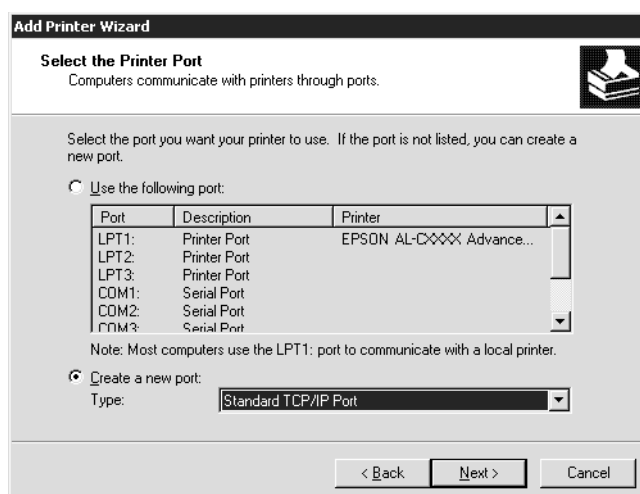 Add Printer Wizard
Select the Printer Port
Computers communicate with printers through ports.
Select the port you want your printer to use. If the port is not listed, you can create a
new port.
Use the following port:
Port Description Printer
LPT1: Printer Port EPSON AL-CXXXX Advance...
LPT2: Printer Port
LPT3: Printer Port
COM1: Serial Port
COM2: Serial Port
COM3: Serial Port
Note: Most computers use the LPT1: port to communicate with a local printer.
Create a new port:
Type: Standard TCP/IP Port
< Back Next > Cancel